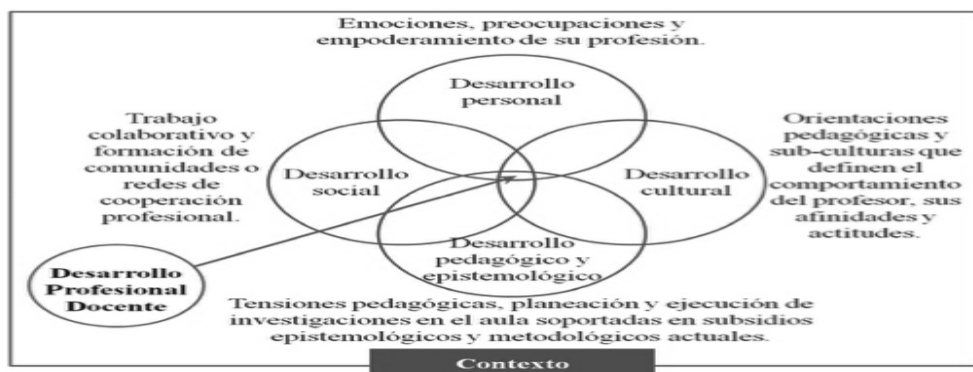 Emociones, preocupaciones y
empoderamiento de su profesión.
Desarrollo
personal
Trabajo
colaborativo y
formación de
comunidades o
redes de
cooperación
profesional.
Desarrollo
social
Desarrollo
cultural
Orientaciones
pedagógicas y
sub-culturas que
definen el
comportamiento
del profesor, sus
afinidades y
actitudes.
Desarrollo
pedagógico y
epistemológico
Desarrollo
Profesional
Docente
Tensiones pedagógicas, planeación y ejecución de
investigaciones en el aula soportadas en subsidios
epistemológicos y metodológicos actuales.
Contexto